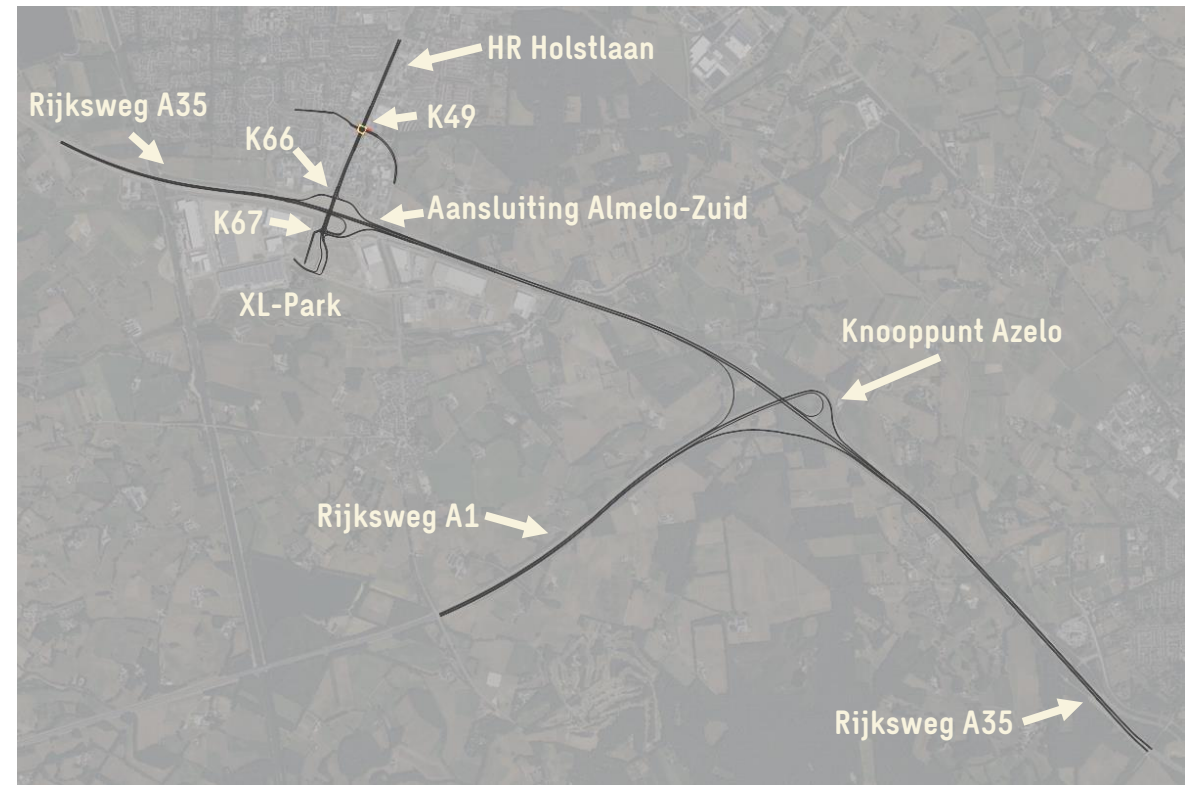 HR Holstlaan
Rijksweg A35
K49
K66
Aansluiting Almelo-Zuid
K67
XL-Park
Knooppunt Azelo
Rijksweg A1
Rijksweg A35